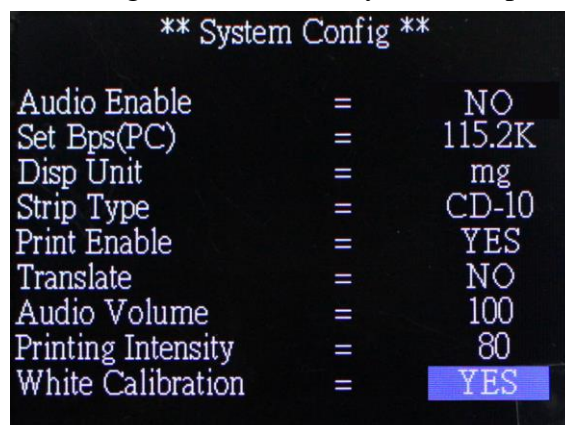 ** System Config **
Audio Enable = NO
Set Bps(PC) = 115.2K
Disp Unit = mg
Strip Type = CD-10
Print Enable = YES
Translate = NO
Audio Volume = 100
Printing Intensity = 80
White Calibration = YES